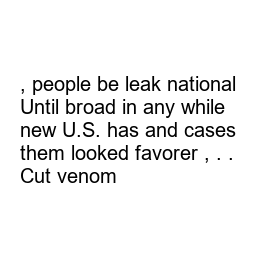 , people be leak national
Until broad in any while
new U.S. has and cases
them looked favorer , . .
Cut venom